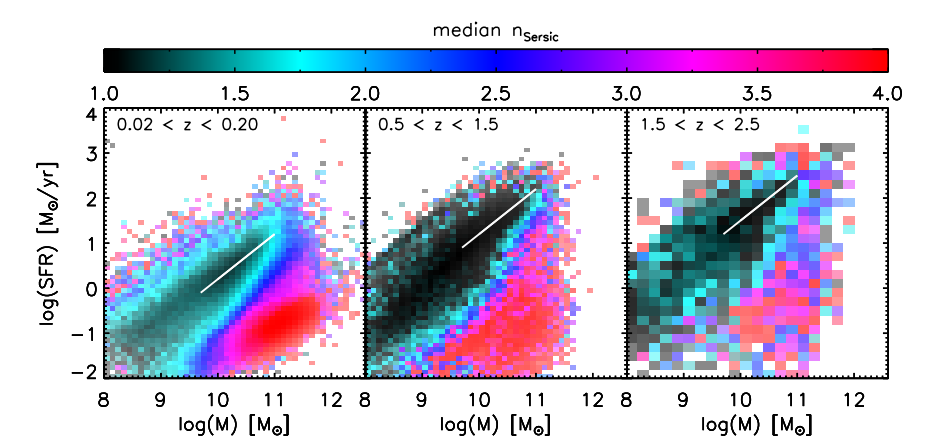 median n_Sersic
1.0 1.5 2.0 2.5 3.0 3.5 4.0
0.02 < z < 0.20
0.5 < z < 1.5
1.5 < z < 2.5
log(SFR) [M⊙/yr]
4
3
2
1
0
−1
−2
8 9 10 11 12 8 9 10 11 12 8 9 10 11 12
log(M) [M⊙] log(M) [M⊙] log(M) [M⊙]